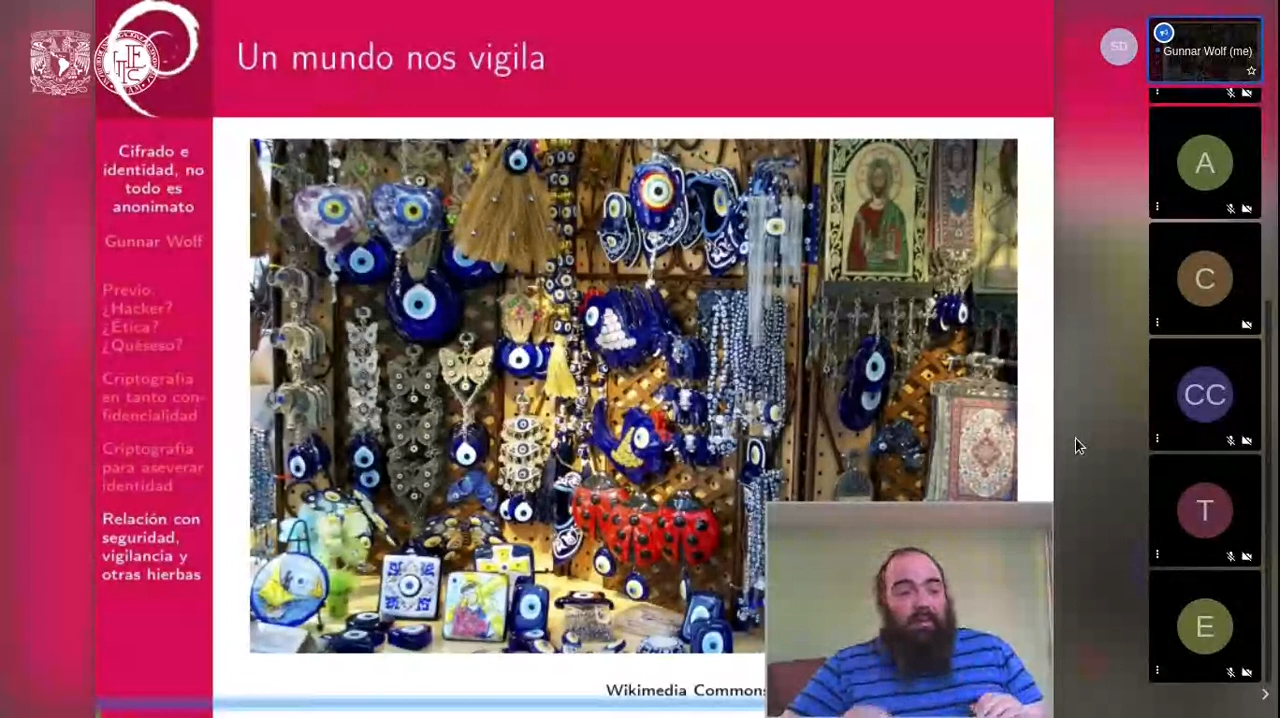 Un mundo nos vigila
Cifrado e
identidad, no
todo es
anonimato
Gunnar Wolf
Previo:
¿Hacker?
¿Ética?
¿Quéseso?
Criptografía
en tanto con-
fidencialidad
Criptografía
para aseverar
identidad
Relación con
seguridad,
vigilancia y
otras hierbas
Wikimedia Commons
SD
Gunnar Wolf (me)
A
C
CC
T
E